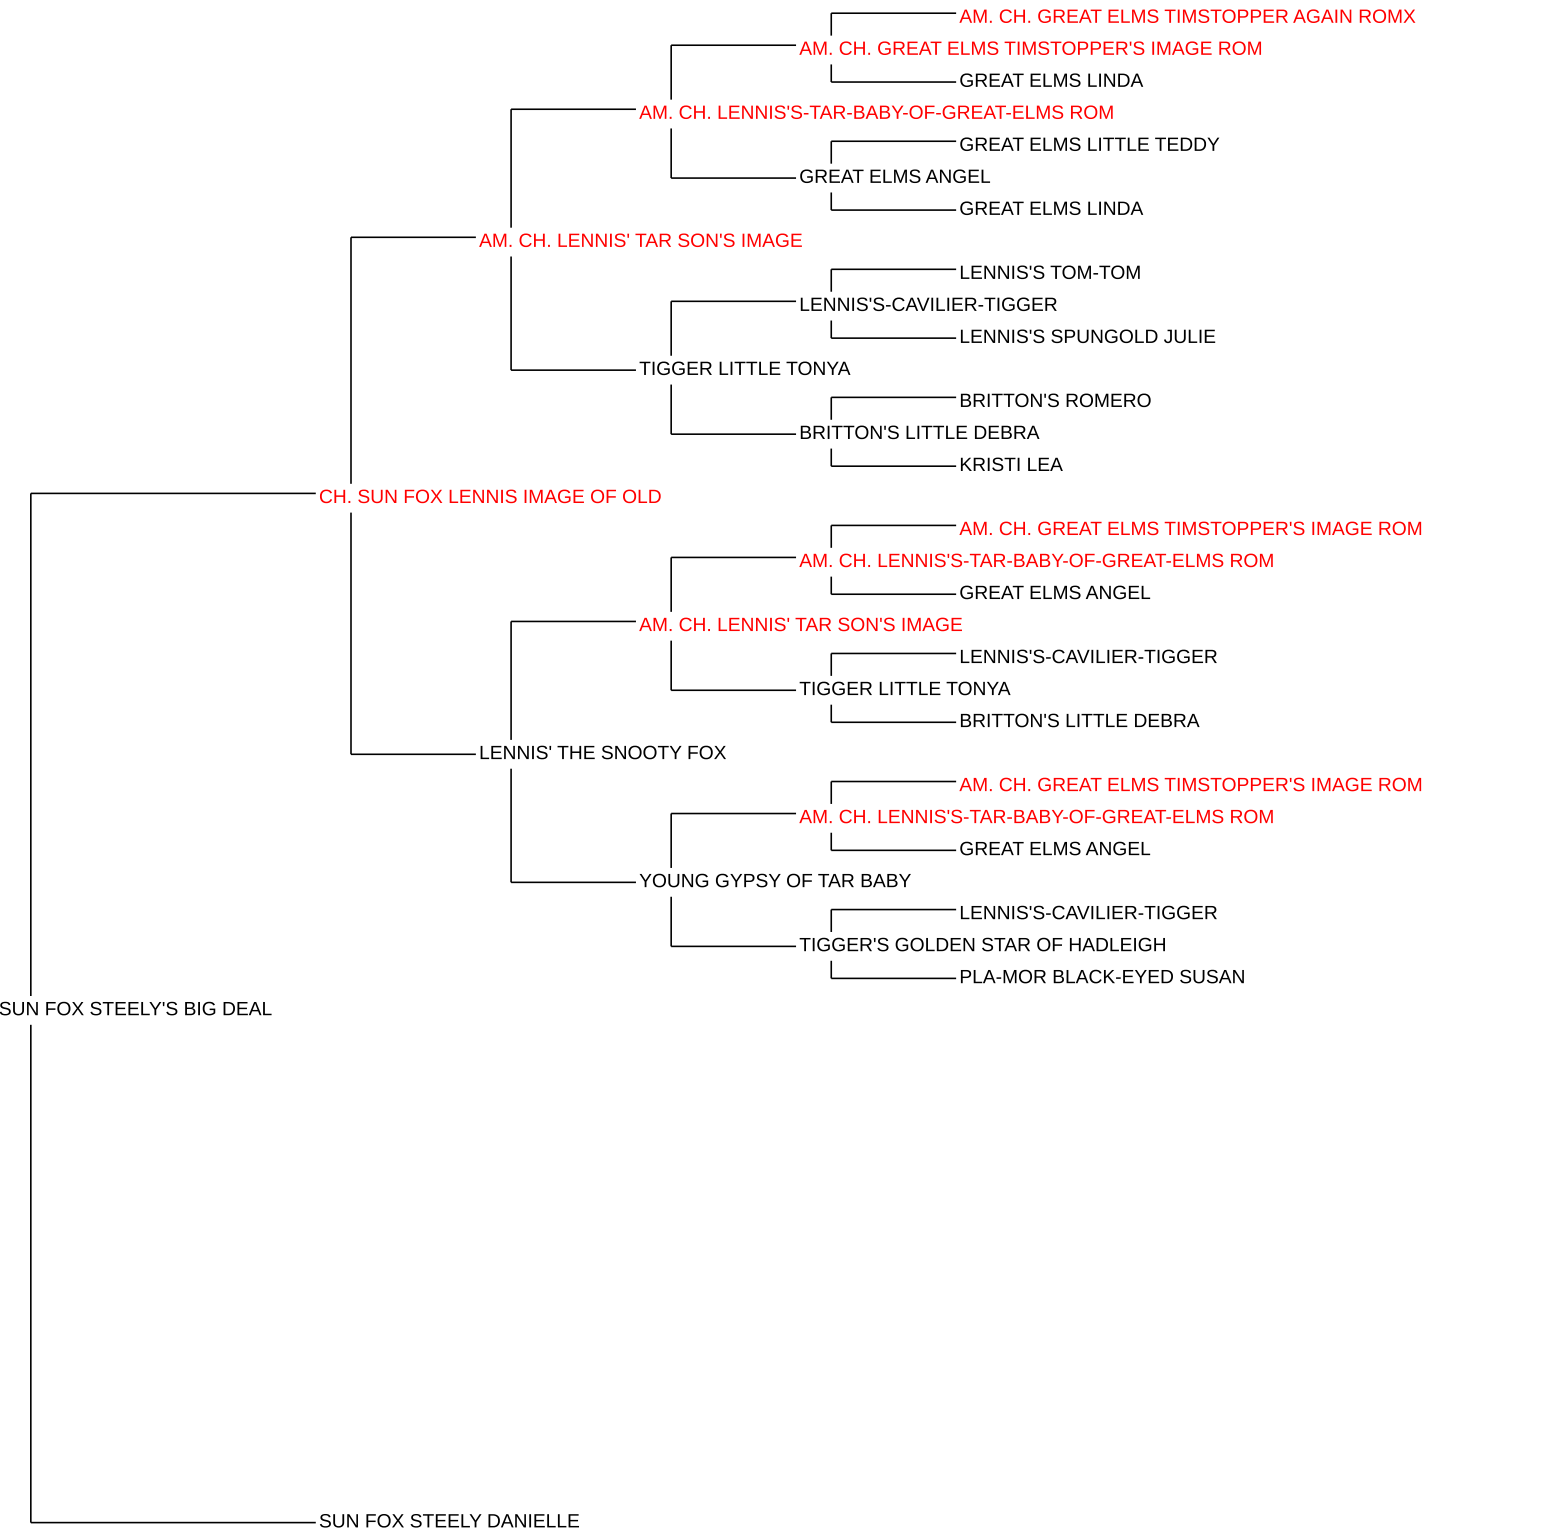 AM. CH. GREAT ELMS TIMSTOPPER AGAIN ROMX
AM. CH. GREAT ELMS TIMSTOPPER'S IMAGE ROM
GREAT ELMS LINDA
AM. CH. LENNIS'S-TAR-BABY-OF-GREAT-ELMS ROM
GREAT ELMS LITTLE TEDDY
GREAT ELMS ANGEL
GREAT ELMS LINDA
AM. CH. LENNIS' TAR SON'S IMAGE
LENNIS'S TOM-TOM
LENNIS'S-CAVILIER-TIGGER
LENNIS'S SPUNGOLD JULIE
TIGGER LITTLE TONYA
BRITTON'S ROMERO
BRITTON'S LITTLE DEBRA
KRISTI LEA
CH. SUN FOX LENNIS IMAGE OF OLD
AM. CH. GREAT ELMS TIMSTOPPER'S IMAGE ROM
AM. CH. LENNIS'S-TAR-BABY-OF-GREAT-ELMS ROM
GREAT ELMS ANGEL
AM. CH. LENNIS' TAR SON'S IMAGE
LENNIS'S-CAVILIER-TIGGER
TIGGER LITTLE TONYA
BRITTON'S LITTLE DEBRA
LENNIS' THE SNOOTY FOX
AM. CH. GREAT ELMS TIMSTOPPER'S IMAGE ROM
AM. CH. LENNIS'S-TAR-BABY-OF-GREAT-ELMS ROM
GREAT ELMS ANGEL
YOUNG GYPSY OF TAR BABY
LENNIS'S-CAVILIER-TIGGER
TIGGER'S GOLDEN STAR OF HADLEIGH
PLA-MOR BLACK-EYED SUSAN
SUN FOX STEELY'S BIG DEAL
SUN FOX STEELY DANIELLE